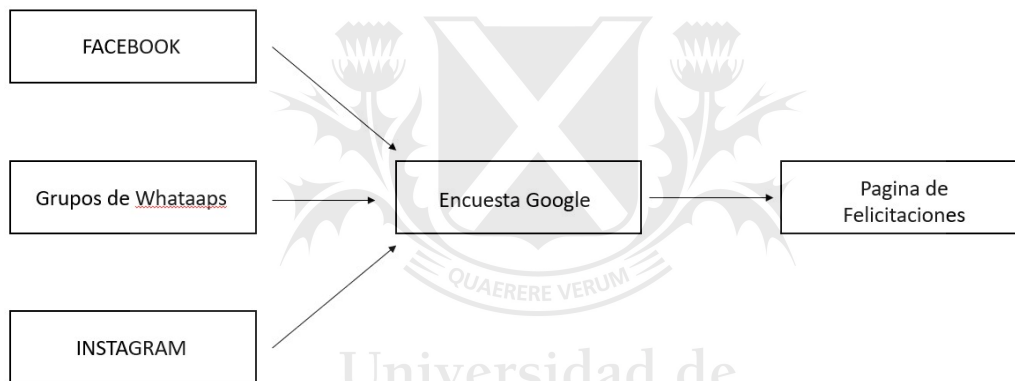 FACEBOOK
Grupos de Whataaps
Encuesta Google
Pagina de
Felicitaciones
INSTAGRAM
QUAERERE VERUM
Universidad de